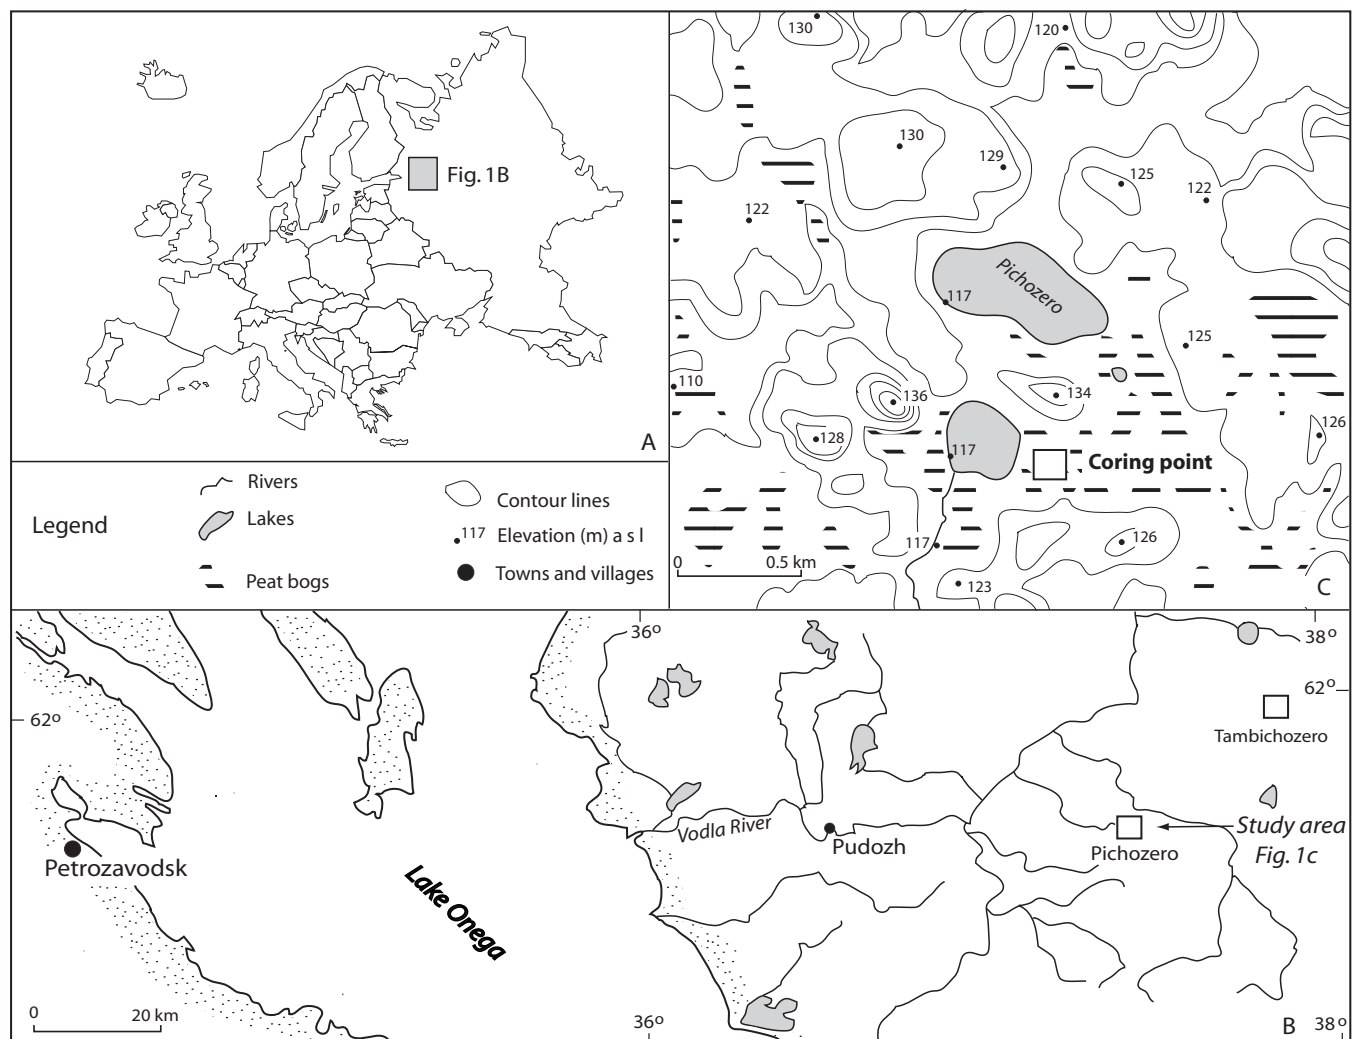 Fig. 1B
A
Legend
Rivers
Lakes
Peat bogs
Contour lines
117 Elevation (m) a s l
Towns and villages
130
120
130
129
125
122
122
Pichozero
117
125
110
136
134
128
126
117
Coring point
117
126
123
0 0.5 km
C
36º
38º
62º
62º
Tambichozero
Vodla River
Pudozh
Pichozero
Study area
Fig. 1c
Petrozavodsk
Lake Onega
0 20 km
36º
B 38º